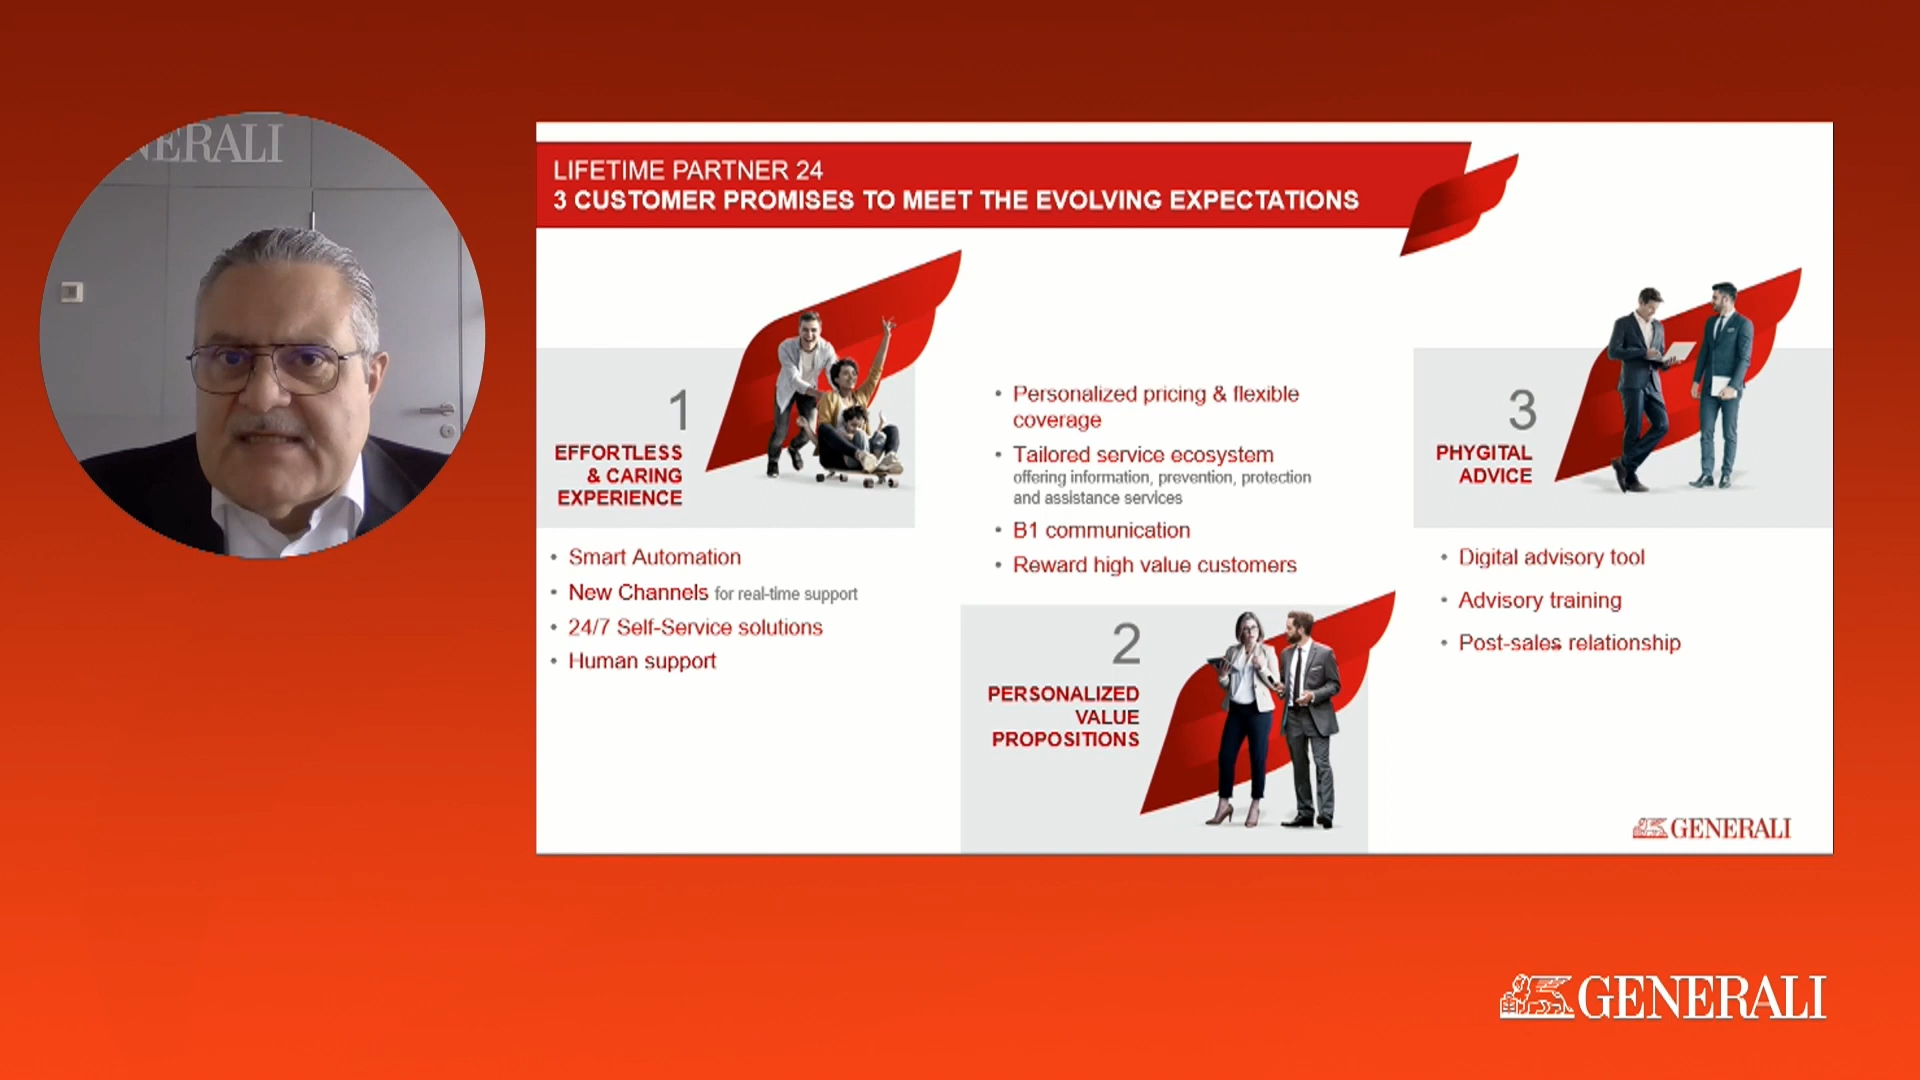 NERALI
LIFETIME PARTNER 24
3 CUSTOMER PROMISES TO MEET THE EVOLVING EXPECTATIONS
1
EFFORTLESS
& CARING
EXPERIENCE
• Smart Automation
• New Channels for real-time support
• 24/7 Self-Service solutions
• Human support
• Personalized pricing & flexible
coverage
• Tailored service ecosystem
offering information, prevention, protection
and assistance services
• B1 communication
• Reward high value customers
2
PERSONALIZED
VALUE
PROPOSITIONS
3
PHYGITAL
ADVICE
• Digital advisory tool
• Advisory training
• Post-sales relationship
GENERALI
GENERALI